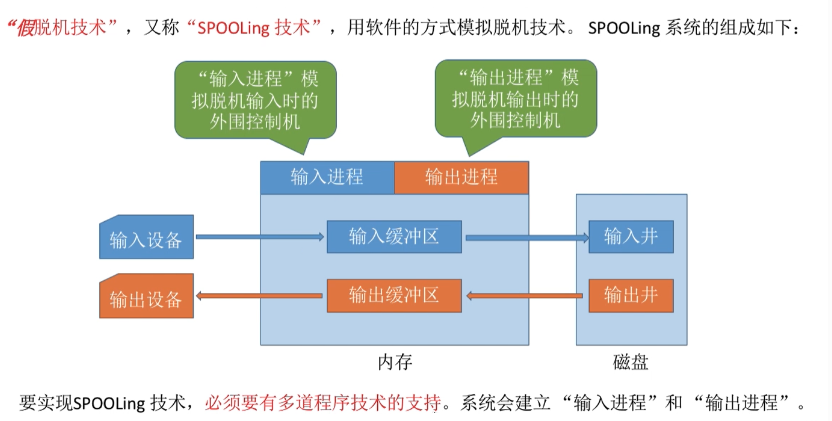 “假脱机技术”，又称“SPOOLing 技术”，用软件的方式模拟脱机技术。 SPOOLing 系统的组成如下：
“输入进程”模
拟脱机输入时的
外围控制机
“输出进程”模
拟脱机输出时的
外围控制机
输入进程
输出进程
输入设备
输入缓冲区
输入井
输出设备
输出缓冲区
输出井
内存
磁盘
要实现SPOOLing 技术，必须要有多道程序技术的支持。系统会建立 “输入进程”和 “输出进程”。